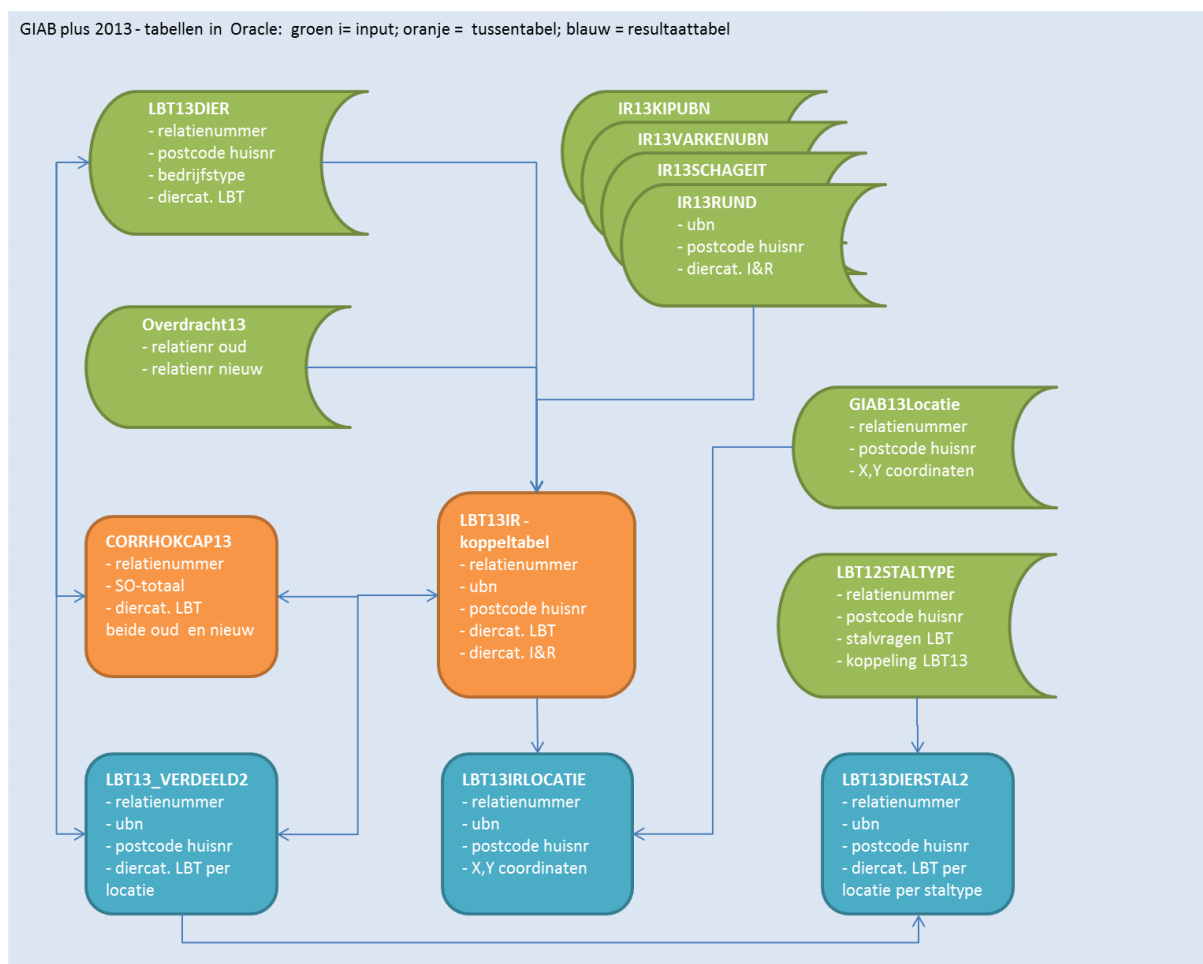 GIAB plus 2013 - tabellen in Oracle: groen i= input; oranje = tussentabel; blauw = resultaattabel
LBT13DIER
- relatienummer
- postcode huisnr
- bedrijfstype
- diercat. LBT
IR13KIPUBN
IR13VARKENUBN
IR13SCHAGEIT
IR13RUND
- ubn
- postcode huisnr
- diercat. I&R
Overdracht13
- relatienr oud
- relatienr nieuw
GIAB13Locatie
- relatienummer
- postcode huisnr
- X,Y coordinaten
CORRHOKCAP13
- relatienummer
- SO-totaal
- diercat. LBT
beide oud en nieuw
LBT13IR -
koppeltabel
- relatienummer
- ubn
- postcode huisnr
- diercat. LBT
- diercat. I&R
LBT12STALTYPE
- relatienummer
- postcode huisnr
- stalvragen LBT
- koppeling LBT13
LBT13_VERDEELD2
- relatienummer
- ubn
- postcode huisnr
- diercat. LBT per
locatie
LBT13IRLOCATIE
- relatienummer
- ubn
- postcode huisnr
- X,Y coordinaten
LBT13DIERSTAL2
- relatienummer
- ubn
- postcode huisnr
- diercat. LBT per
locatie per staltype